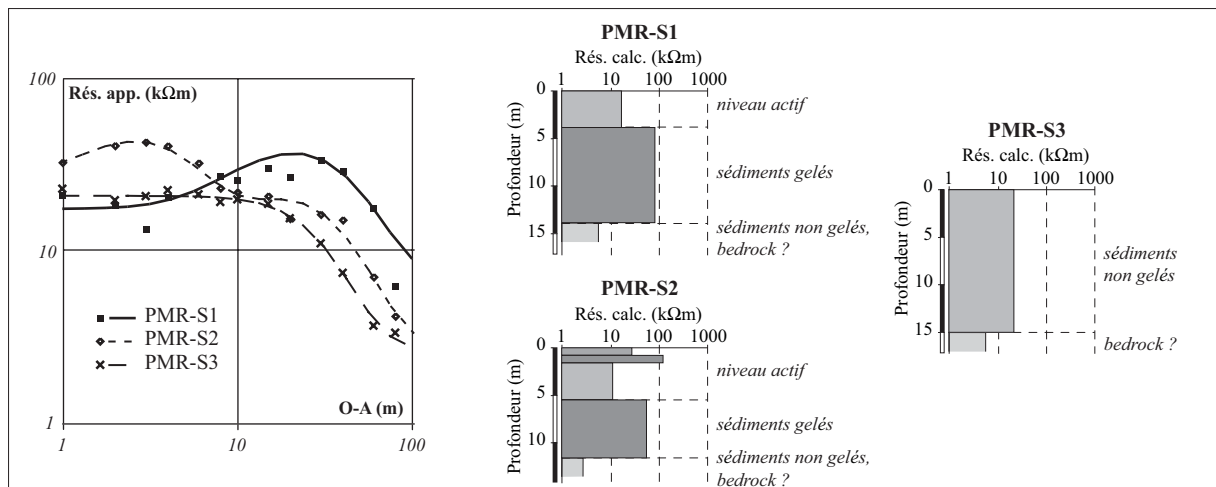 100
Rés. app. (kΩm)
10
PMR-S1
PMR-S2
PMR-S3
O-A (m)
1
1
10
100
PMR-S1
Rés. calc. (kΩm)
1
10
100
1000
Profondeur (m)
0
5
10
15
niveau actif
sédiments gelés
sédiments non gelés,
bedrock ?
PMR-S2
Rés. calc. (kΩm)
1
10
100
1000
Profondeur (m)
0
5
10
niveau actif
sédiments gelés
sédiments non gelés,
bedrock ?
PMR-S3
Rés. calc. (kΩm)
1
10
100
1000
Profondeur (m)
0
5
10
15
sédiments
non gelés
bedrock ?